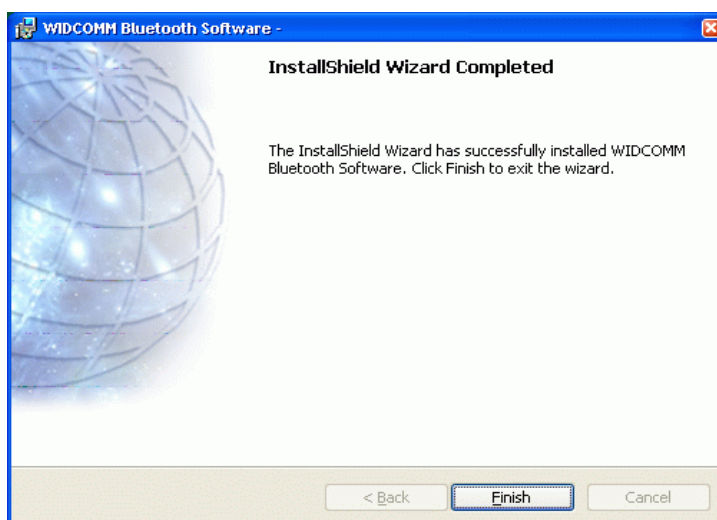 WIDCOMM Bluetooth Software -
InstallShield Wizard Completed
The InstallShield Wizard has successfully installed WIDCOMM
Bluetooth Software. Click Finish to exit the wizard.
< Back
Finish
Cancel